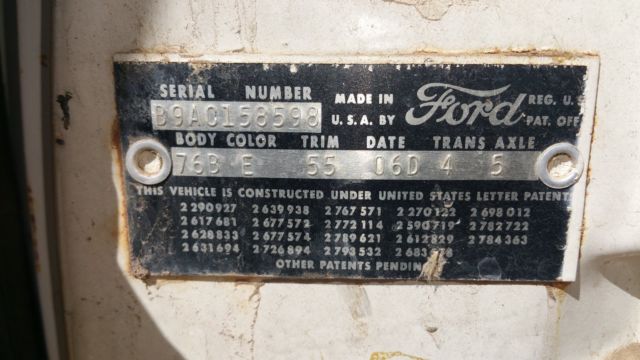 SERIAL NUMBER
B9AC158598
MADE IN
U.S.A. BY
Ford
REG. U.S.
PAT. OFF
BODY COLOR TRIM DATE TRANS AXLE
76B E 55 06D 4 5
THIS VEHICLE IS CONSTRUCTED UNDER UNITED STATES LETTER PATENT
2290927 2639938 2767571 2270122 2698012
2617681 2677572 2772114 2590719 2782722
2628833 2677574 2789621 2612829 2784363
2631694 2726894 2793532
OTHER PATENTS PENDING